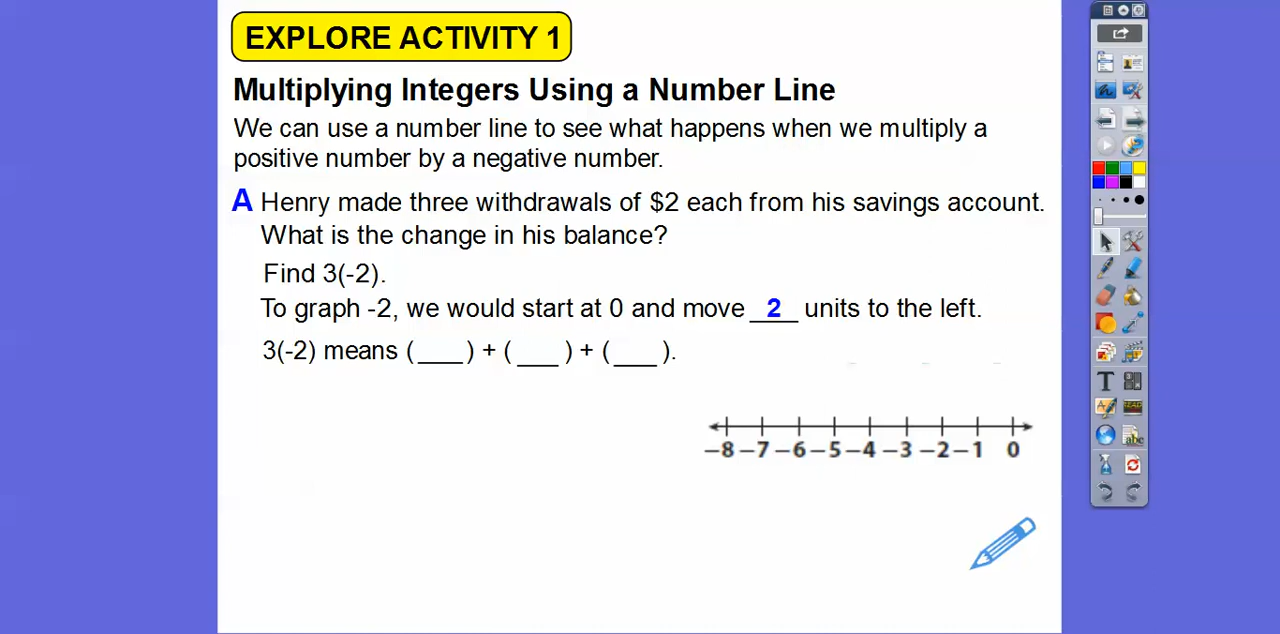 EXPLORE ACTIVITY 1
Multiplying Integers Using a Number Line
We can use a number line to see what happens when we multiply a
positive number by a negative number.
A Henry made three withdrawals of $2 each from his savings account.
What is the change in his balance?
Find 3(-2).
To graph -2, we would start at 0 and move 2 units to the left.
3(-2) means ( ___ ) + ( ___ ) + ( ___ ).
−8 −7 −6 −5 −4 −3 −2 −1 0